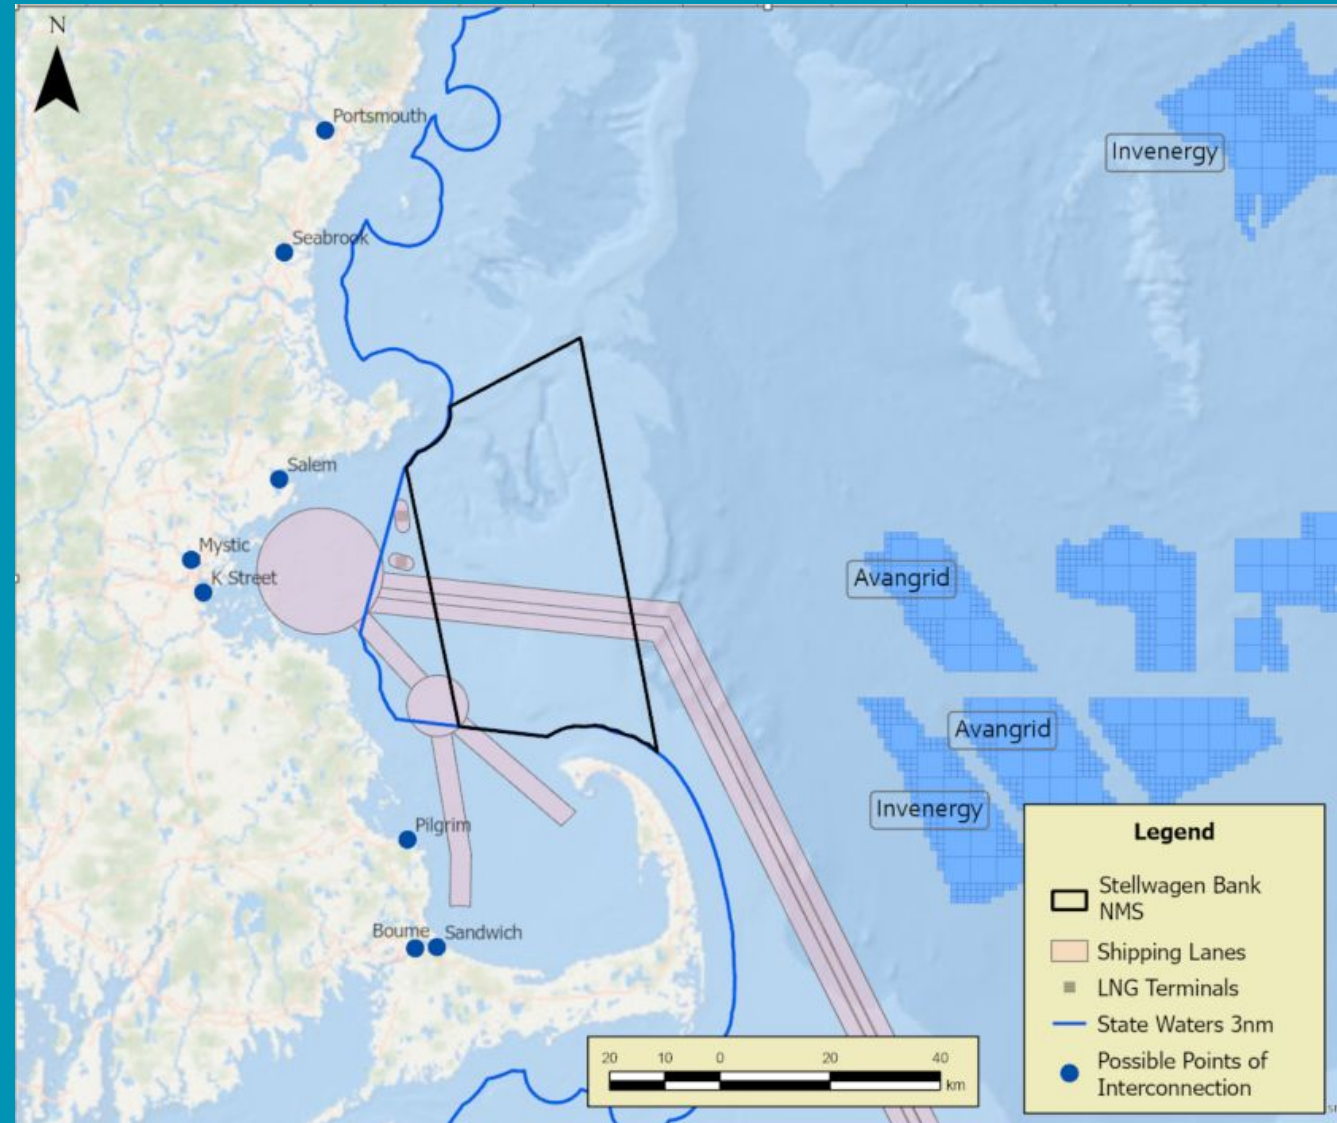 N
Portsmouth
Invenergy
Seabrook
Salem
Mystic
K Street
Avangrid
Avangrid
Invenergy
Pilgrim
Bourne
Sandwich
Legend
Stellwagen Bank
NMS
Shipping Lanes
LNG Terminals
State Waters 3nm
Possible Points of
Interconnection
20 10 0 20 40
km